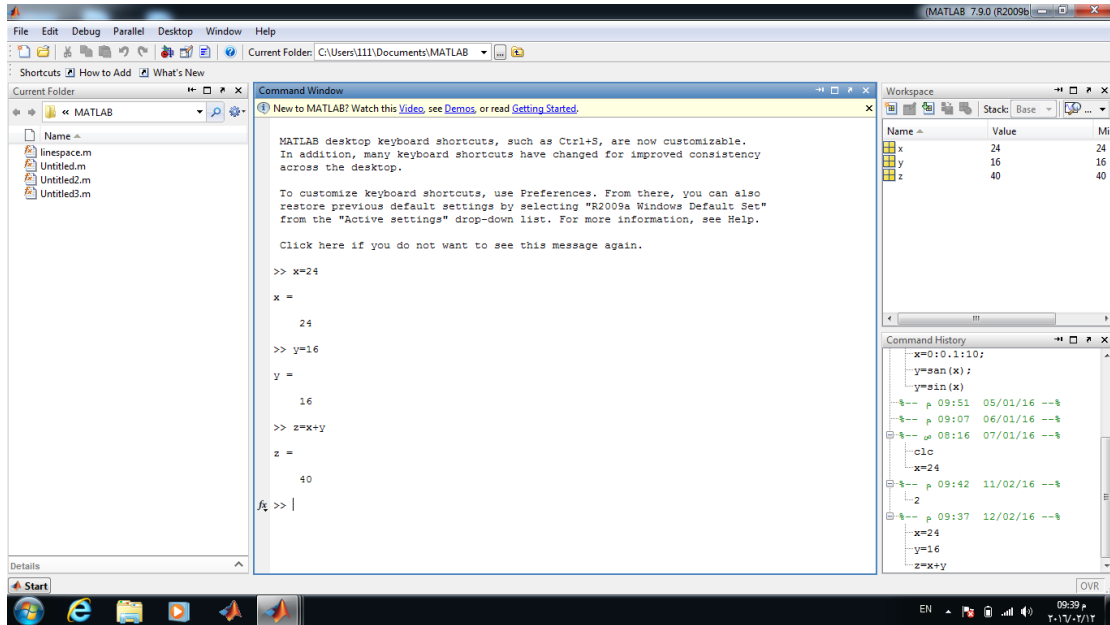 (MATLAB 7.9.0 (R2009b
File Edit Debug Parallel Desktop Window Help
Current Folder: C:\Users\111\Documents\MATLAB
Shortcuts How to Add What's New
Current Folder
« MATLAB
Name
linespace.m
Untitled.m
Untitled2.m
Untitled3.m
Details
Command Window
New to MATLAB? Watch this Video, see Demos, or read Getting Started.
MATLAB desktop keyboard shortcuts, such as Ctrl+S, are now customizable.
In addition, many keyboard shortcuts have changed for improved consistency
across the desktop.
To customize keyboard shortcuts, use Preferences. From there, you can also
restore previous default settings by selecting "R2009a Windows Default Set"
from the "Active settings" drop-down list. For more information, see Help.
Click here if you do not want to see this message again.
>> x=24
x =
24
>> y=16
y =
16
>> z=x+y
z =
40
fx >>
Workspace
Stack: Base
Name Value Mi
x 24 24
y 16 16
z 40 40
Command History
x=0:0.1:10;
y=san(x);
y=sin(x)
%-- م 09:51 05/01/16 --%
%-- م 09:07 06/01/16 --%
%-- ص 08:16 07/01/16 --%
clc
x=24
%-- م 09:42 11/02/16 --%
2
%-- م 09:37 12/02/16 --%
x=24
y=16
z=x+y
Start
OVR
EN
09:39 م
٢٠١٦/٠٢/١٢